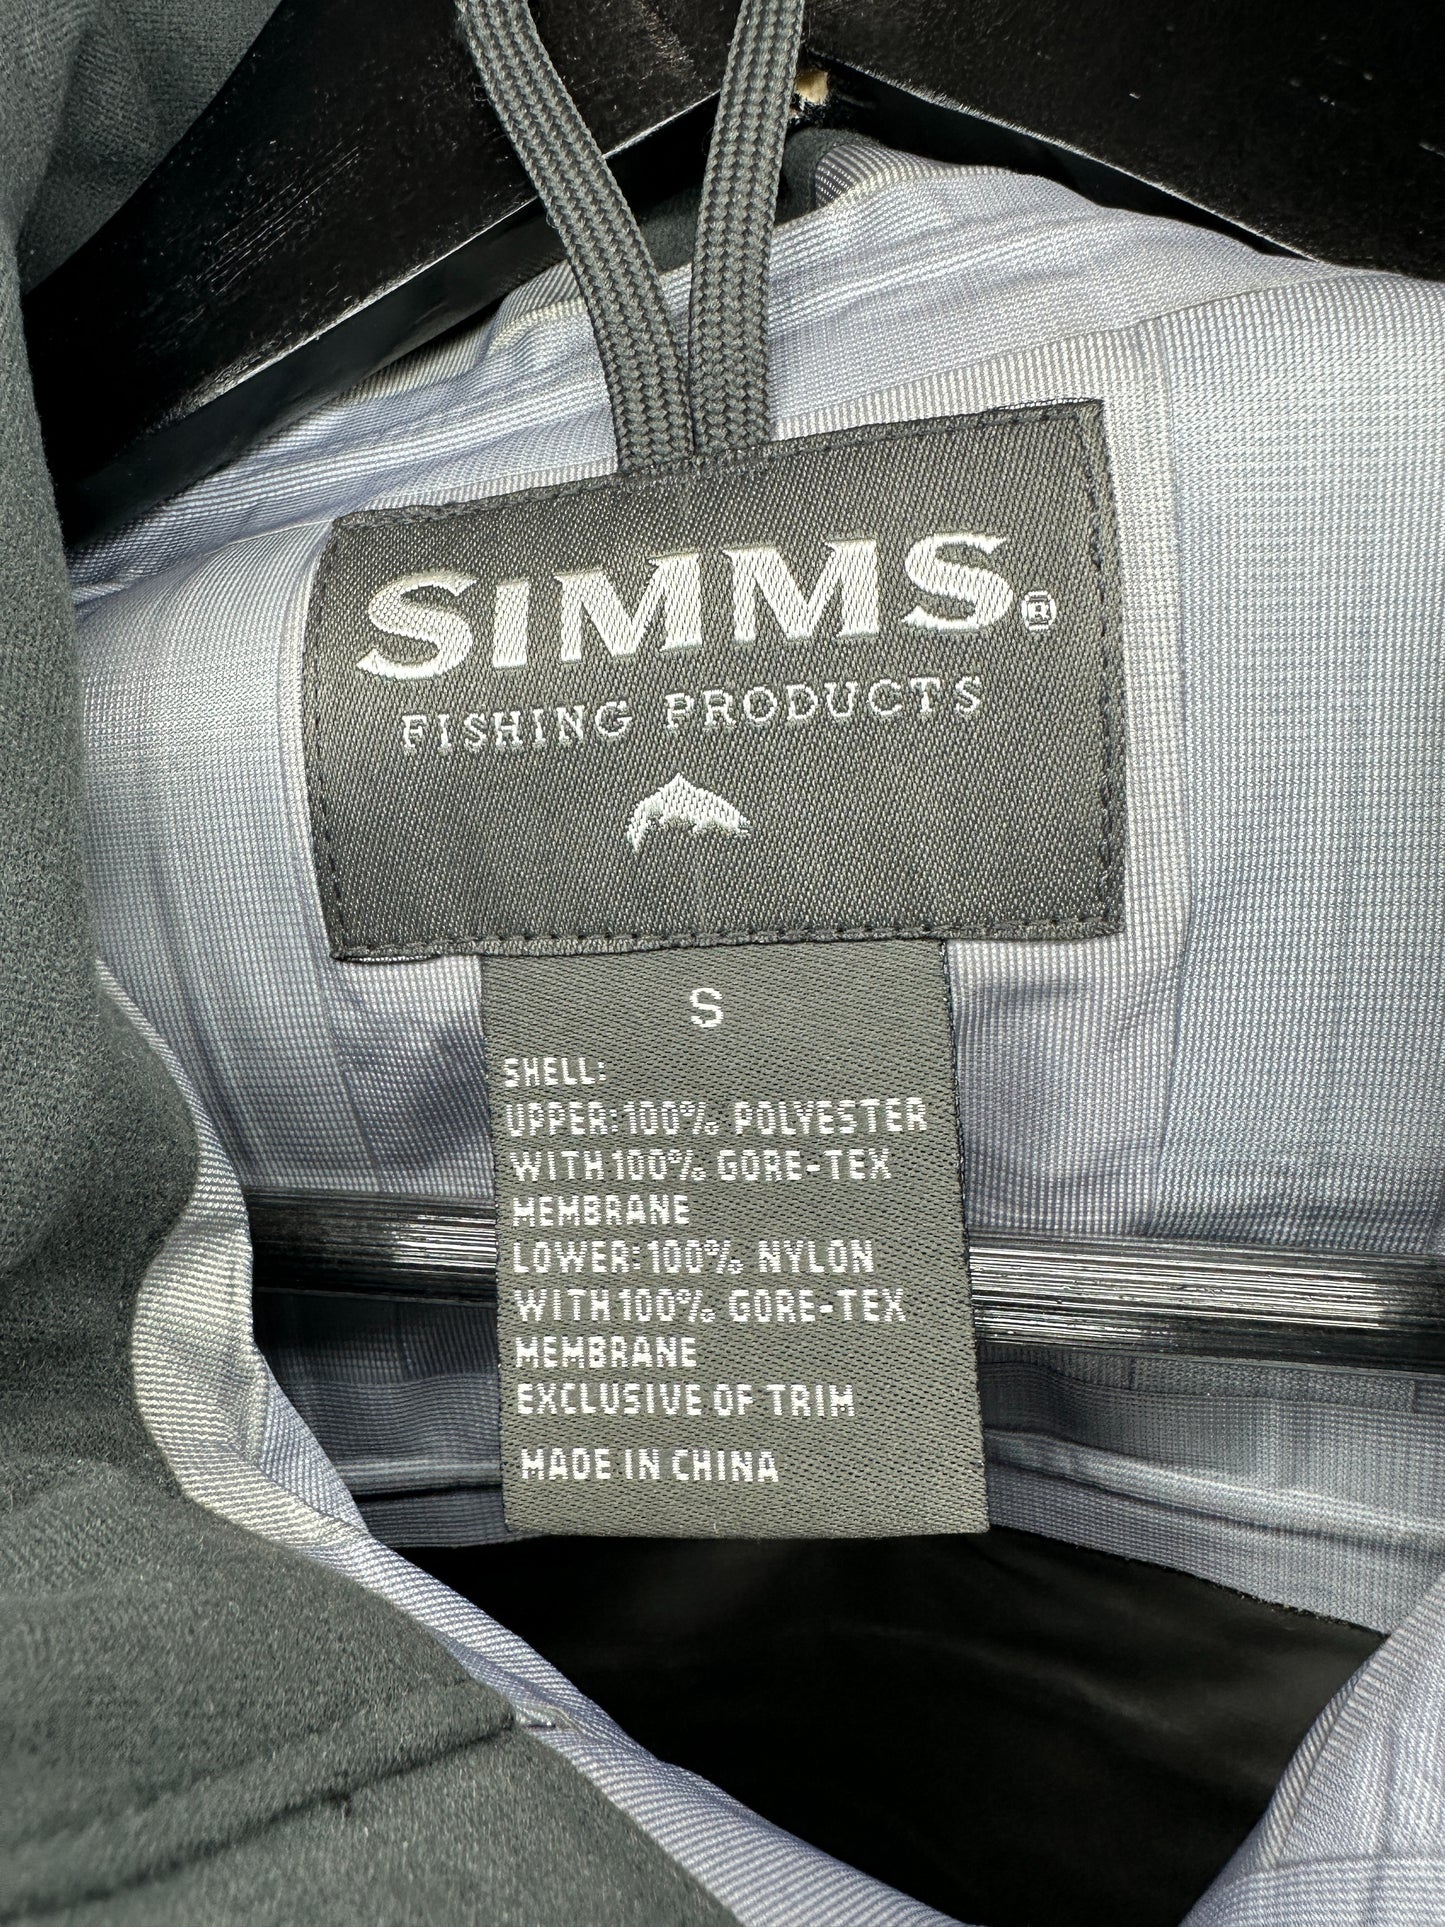 SIMMS®
FISHING PRODUCTS
S
SHELL:
UPPER:100% POLYESTER
WITH 100% GORE-TEX
MEMBRANE
LOWER:100% NYLON
WITH 100% GORE-TEX
MEMBRANE
EXCLUSIVE OF TRIM
MADE IN CHINA